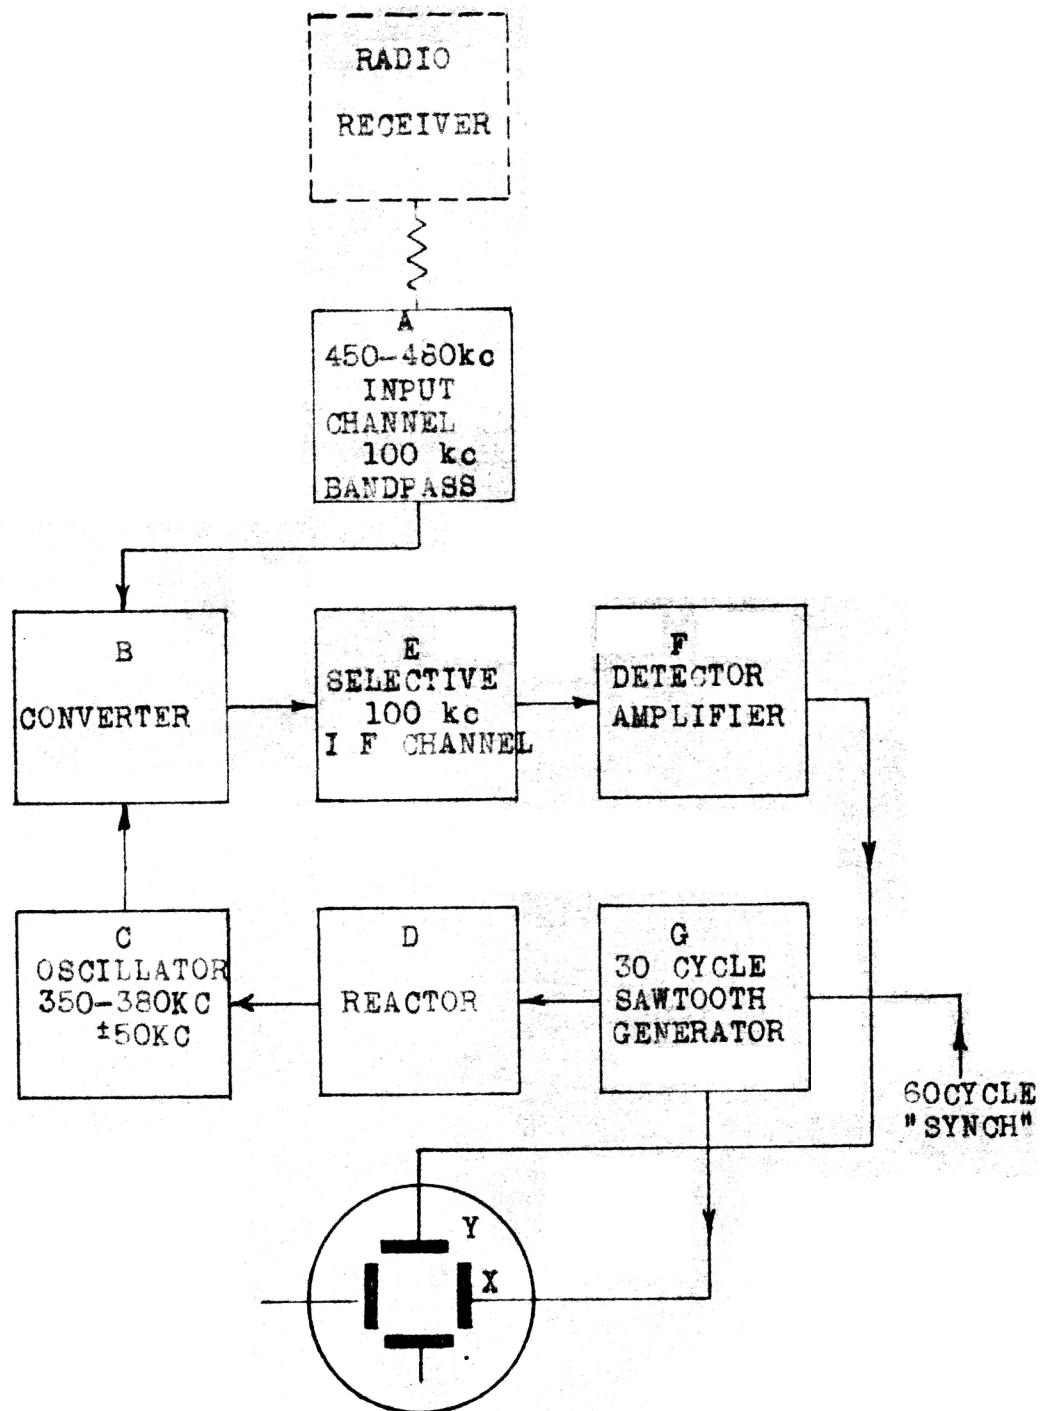 RADIO
RECEIVER
A
450-480kc
INPUT
CHANNEL
100 kc
BANDPASS
B
CONVERTER
E
SELECTIVE
100 kc
I F CHANNEL
F
DETECTOR
AMPLIFIER
C
OSCILLATOR
350-380KC
±50KC
D
REACTOR
G
30 CYCLE
SAWTOOTH
GENERATOR
60CYCLE
"SYNCH"
Y
X